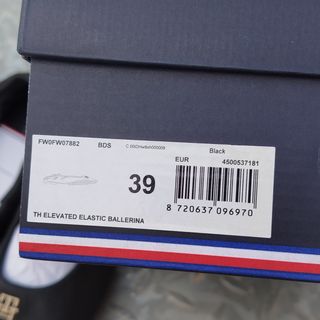 FW0FW07882 BDS Black
EUR 4500537181
39
8 720637 096970
TH ELEVATED ELASTIC BALLERINA